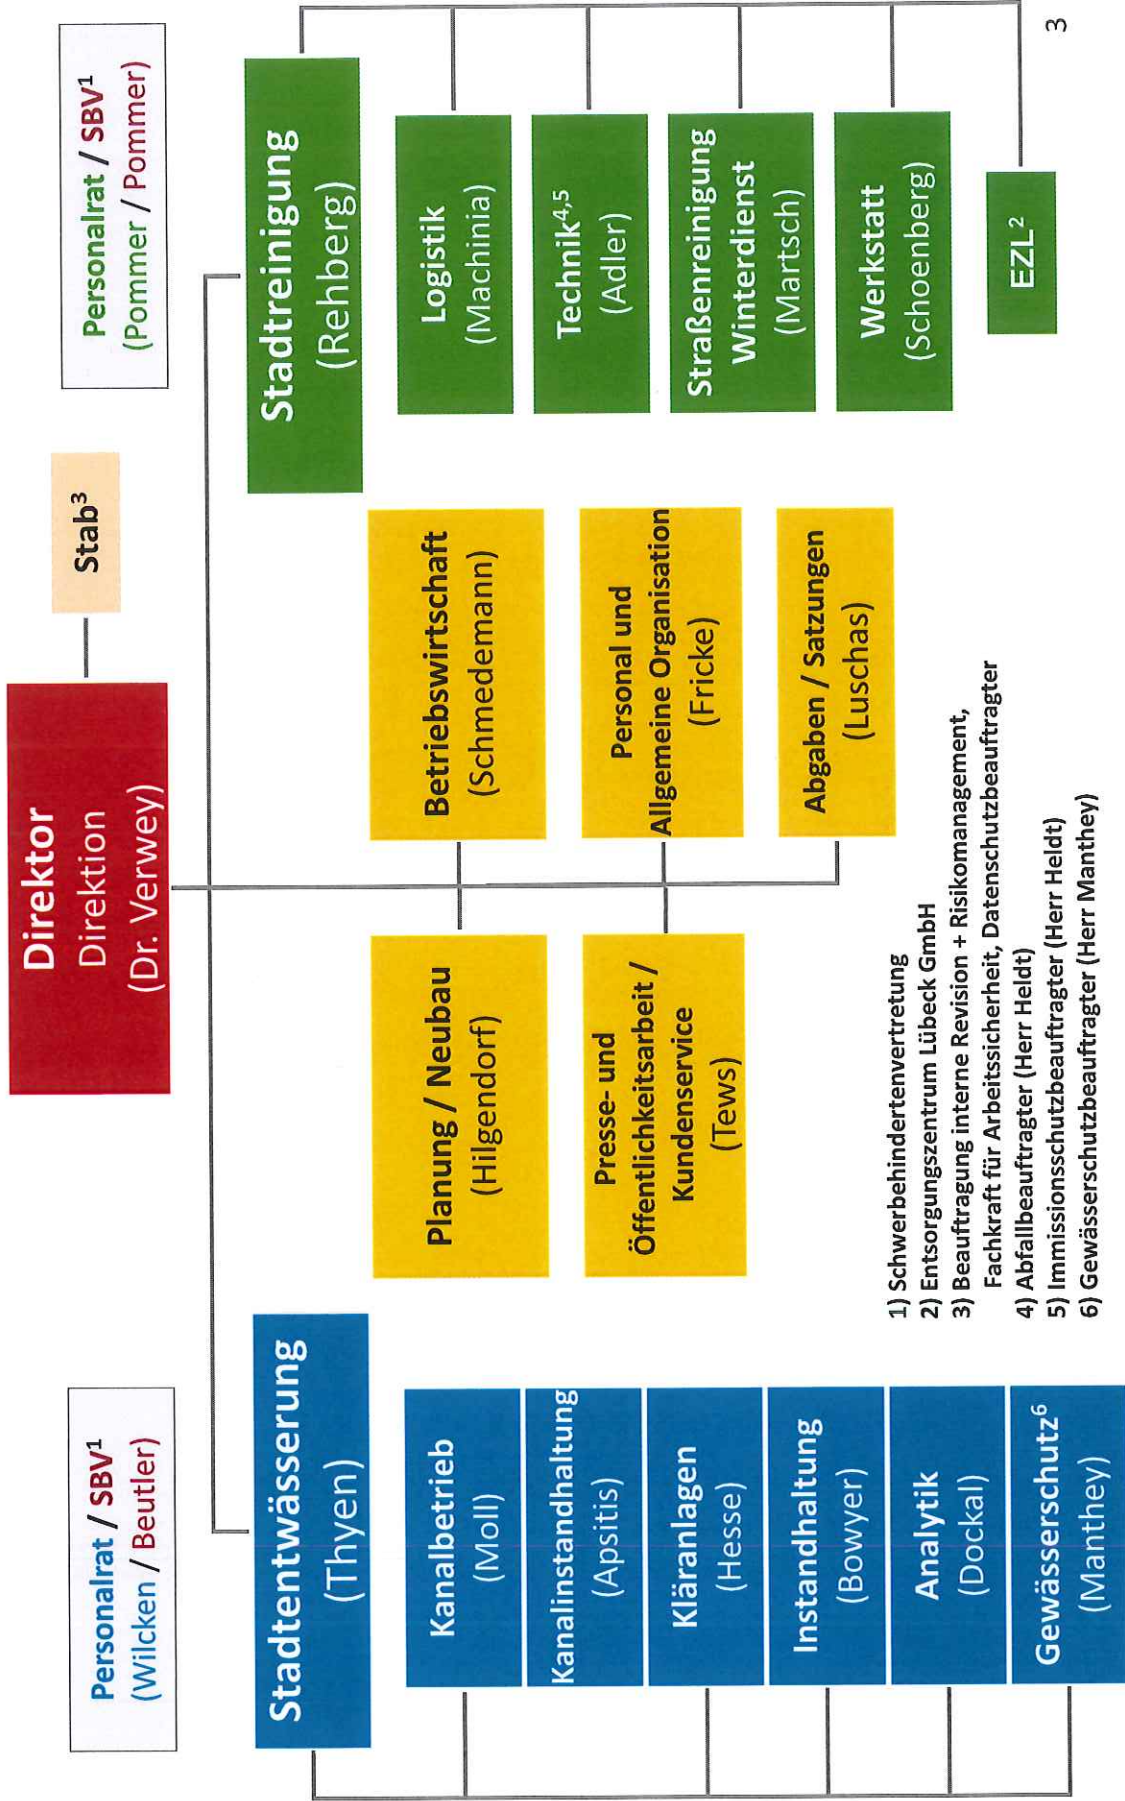 Direktor
Direktion
(Dr. Verwey)
Stab³
Personalrat / SBV¹
(Wilcken / Beutler)
Personalrat / SBV¹
(Pommer / Pommer)
Stadtentwässerung
(Thyen)
Kanalbetrieb
(Moll)
Kanalinstandhaltung
(Apsitis)
Kläranlagen
(Hesse)
Instandhaltung
(Bowyer)
Analytik
(Dockal)
Gewässerschutz⁶
(Manthey)
Planung / Neubau
(Hilgendorf)
Presse- und
Öffentlichkeitsarbeit /
Kundenservice
(Tews)
Betriebswirtschaft
(Schmedemann)
Personal und
Allgemeine Organisation
(Fricke)
Abgaben / Satzungen
(Luschas)
Stadtreinigung
(Rehberg)
Logistik
(Machinia)
Technik⁴,⁵
(Adler)
Straßenreinigung
Winterdienst
(Martsch)
Werkstatt
(Schoenberg)
EZL²
1) Schwerbehindertenvertretung
2) Entsorgungszentrum Lübeck GmbH
3) Beauftragung interne Revision + Risikomanagement,
Fachkraft für Arbeitssicherheit, Datenschutzbeauftragter
4) Abfallbeauftragter (Herr Heldt)
5) Immissionsschutzbeauftragter (Herr Heldt)
6) Gewässerschutzbeauftragter (Herr Manthey)
3